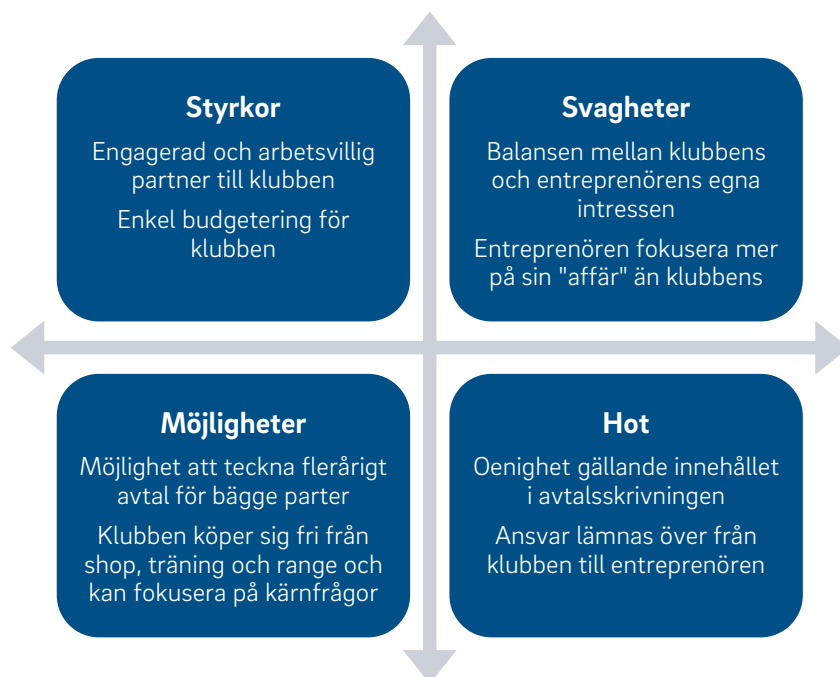 Styrkor
Engagerad och arbetsvillig
partner till klubben
Enkel budgetering för
klubben
Svagheter
Balansen mellan klubbens
och entreprenörens egna
intressen
Entreprenören fokusera mer
på sin "affär" än klubbens
Möjligheter
Möjlighet att teckna flerårigt
avtal för bägge parter
Klubben köper sig fri från
shop, träning och range och
kan fokusera på kärnfrågor
Hot
Oenighet gällande innehållet
i avtalsskrivningen
Ansvar lämnas över från
klubben till entreprenören